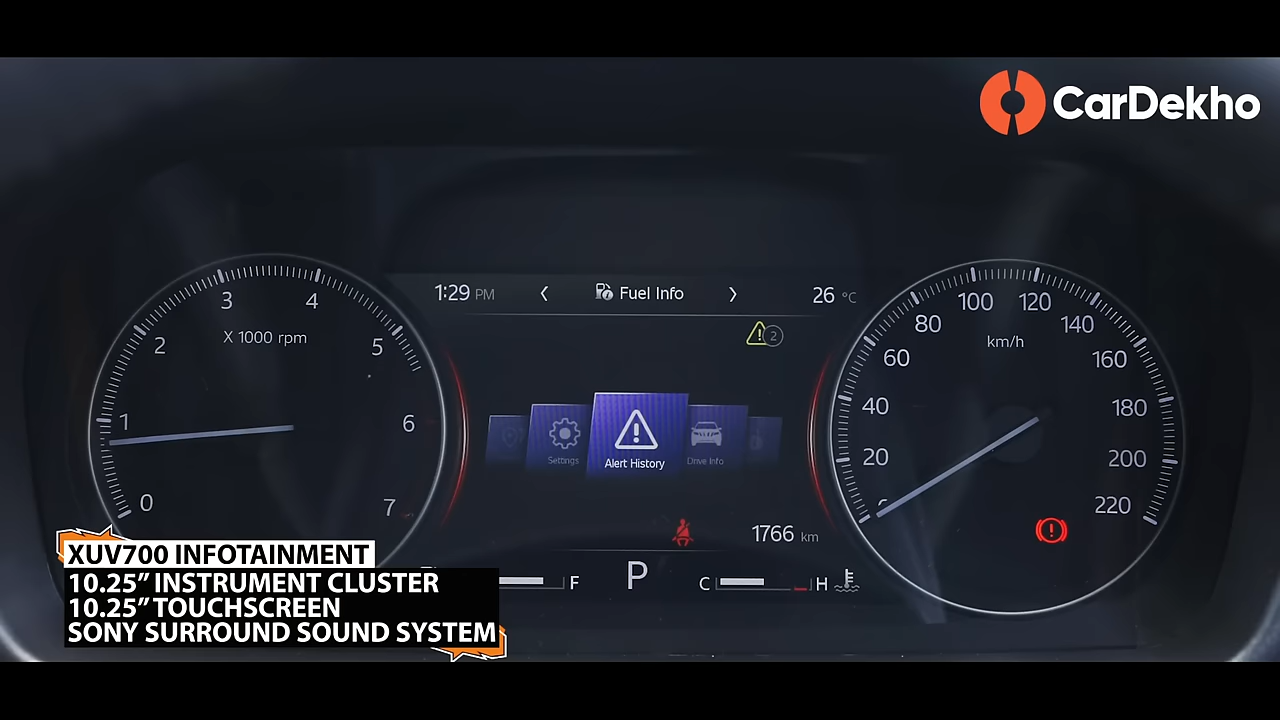 CarDekho
1:29 PM
Fuel Info
26 °C
2
X 1000 rpm
0
1
2
3
4
5
6
7
km/h
0
20
40
60
80
100
120
140
160
180
200
220
Settings
Alert History
Drive Info
1766 km
F
P
C
H
XUV700 INFOTAINMENT
10.25” INSTRUMENT CLUSTER
10.25” TOUCHSCREEN
SONY SURROUND SOUND SYSTEM